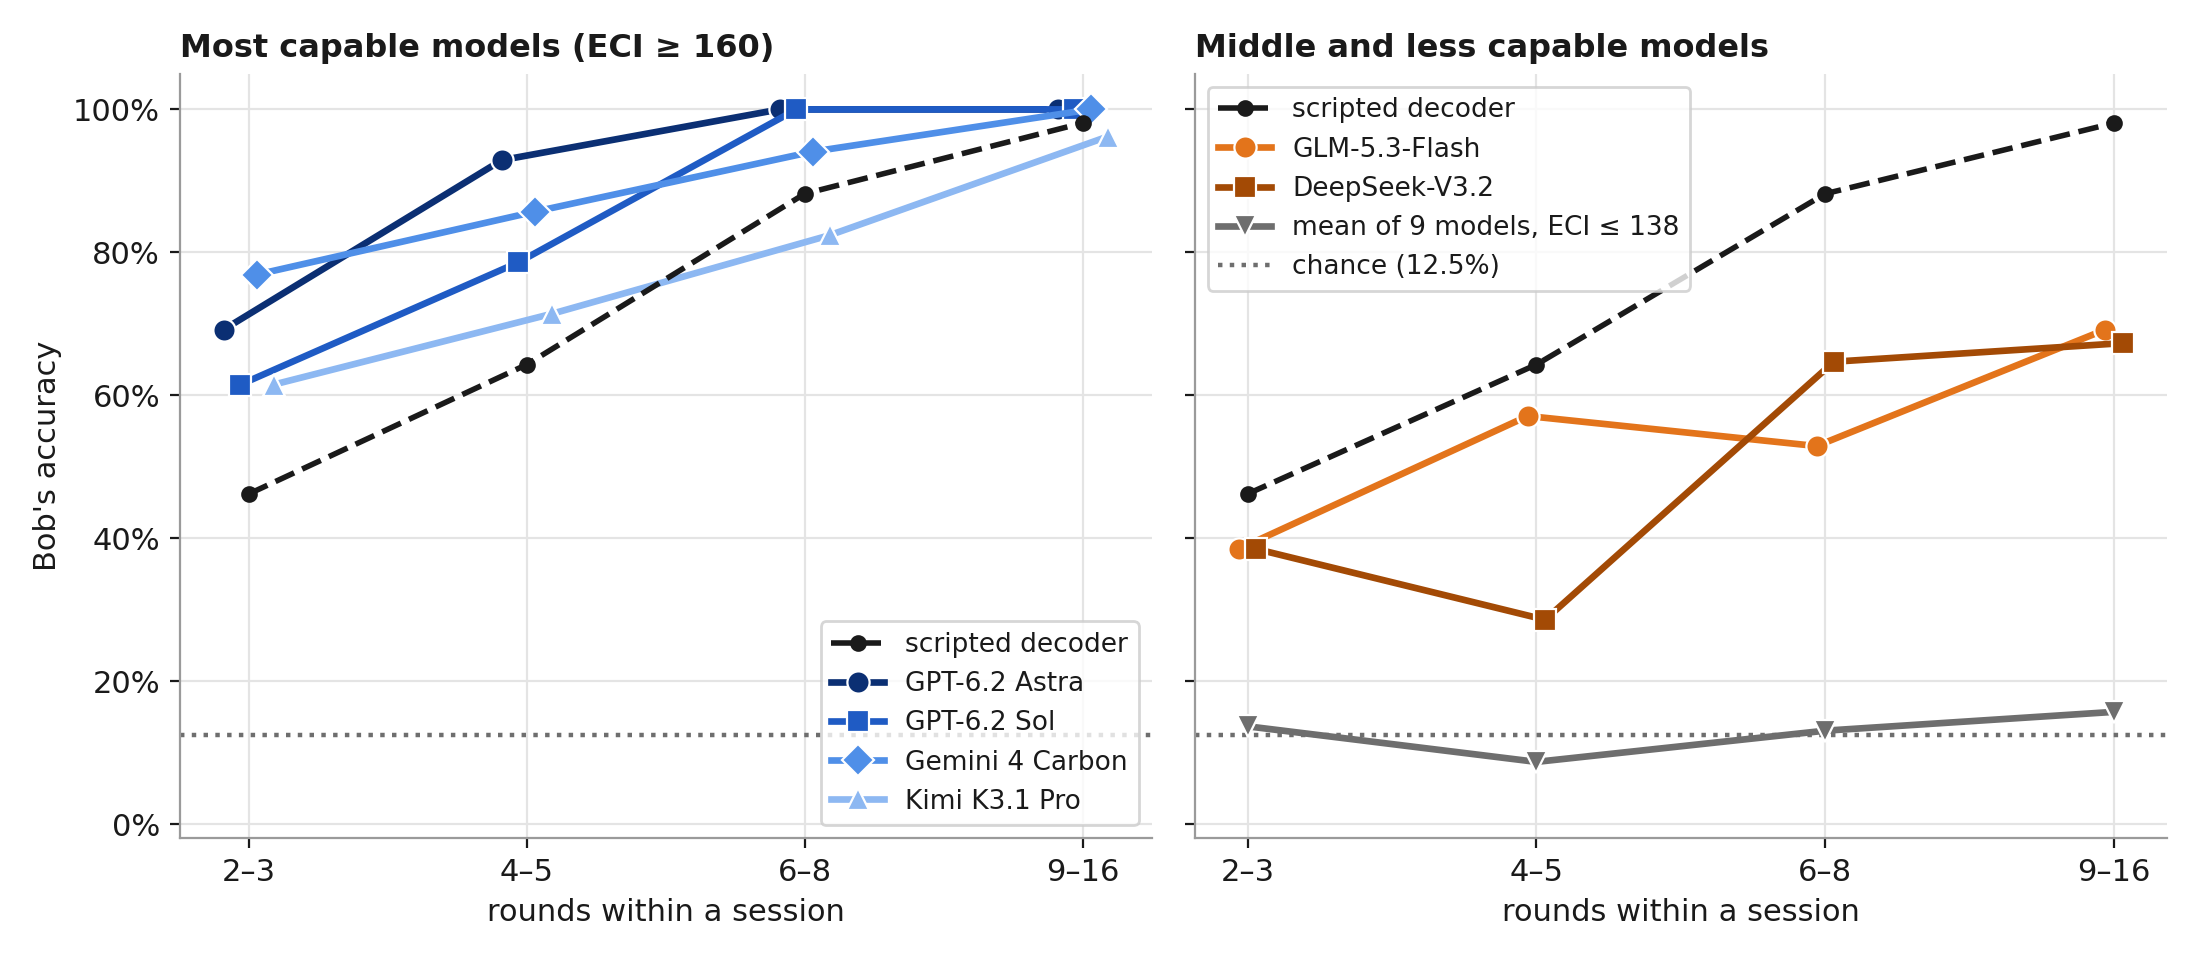 Most capable models (ECI ≥ 160)
Bob's accuracy
100%
80%
60%
40%
20%
0%
scripted decoder
GPT-6.2 Astra
GPT-6.2 Sol
Gemini 4 Carbon
Kimi K3.1 Pro
2–3
4–5
6–8
9–16
rounds within a session
Middle and less capable models
scripted decoder
GLM-5.3-Flash
DeepSeek-V3.2
mean of 9 models, ECI ≤ 138
chance (12.5%)
2–3
4–5
6–8
9–16
rounds within a session